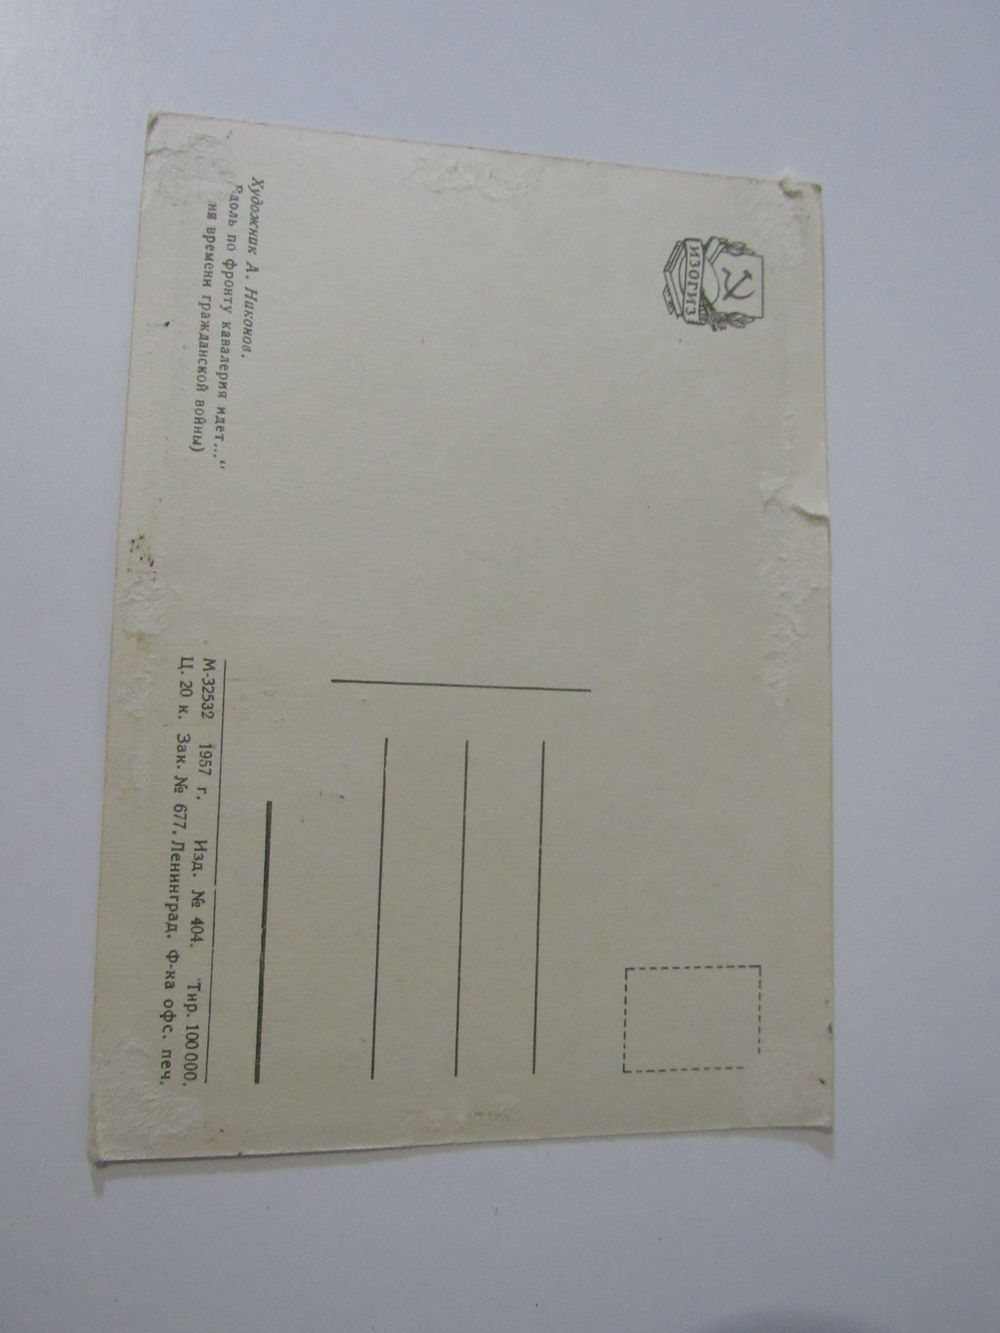 ИЗОГИЗ
Художник А. Никонов.
Вдоль по фронту кавалерия идет..."
времени гражданской войны)
М-32532 1957 г. Изд. № 404. Тир. 100 000.
Ц. 20 к. Зак. № 677. Ленинград. Ф-ка офс. печ.